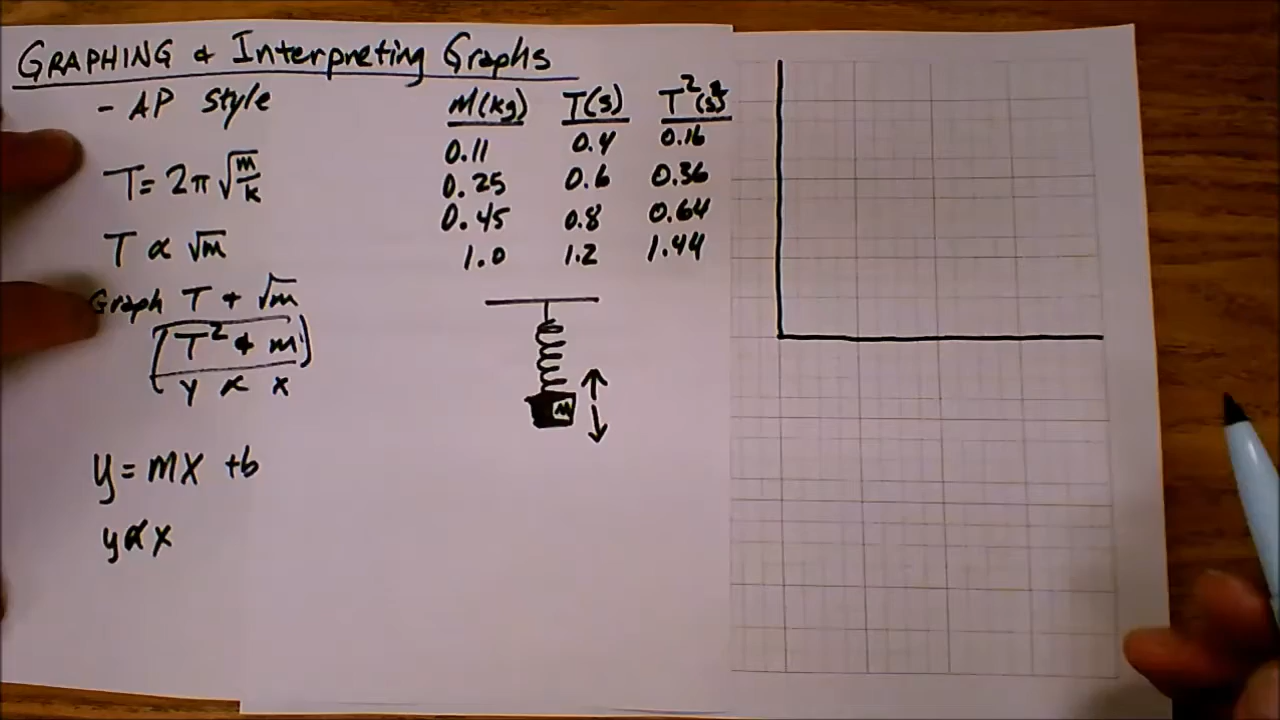 GRAPHING & Interpreting Graphs
- AP Style
T = 2π √m/k
T ∝ √m
Graph T & √m
T² & m
y ∝ x
y = mx + b
y ∝ x
M(kg) T(s) T²(s²)
0.11 0.4 0.16
0.25 0.6 0.36
0.45 0.8 0.64
1.0 1.2 1.44
M